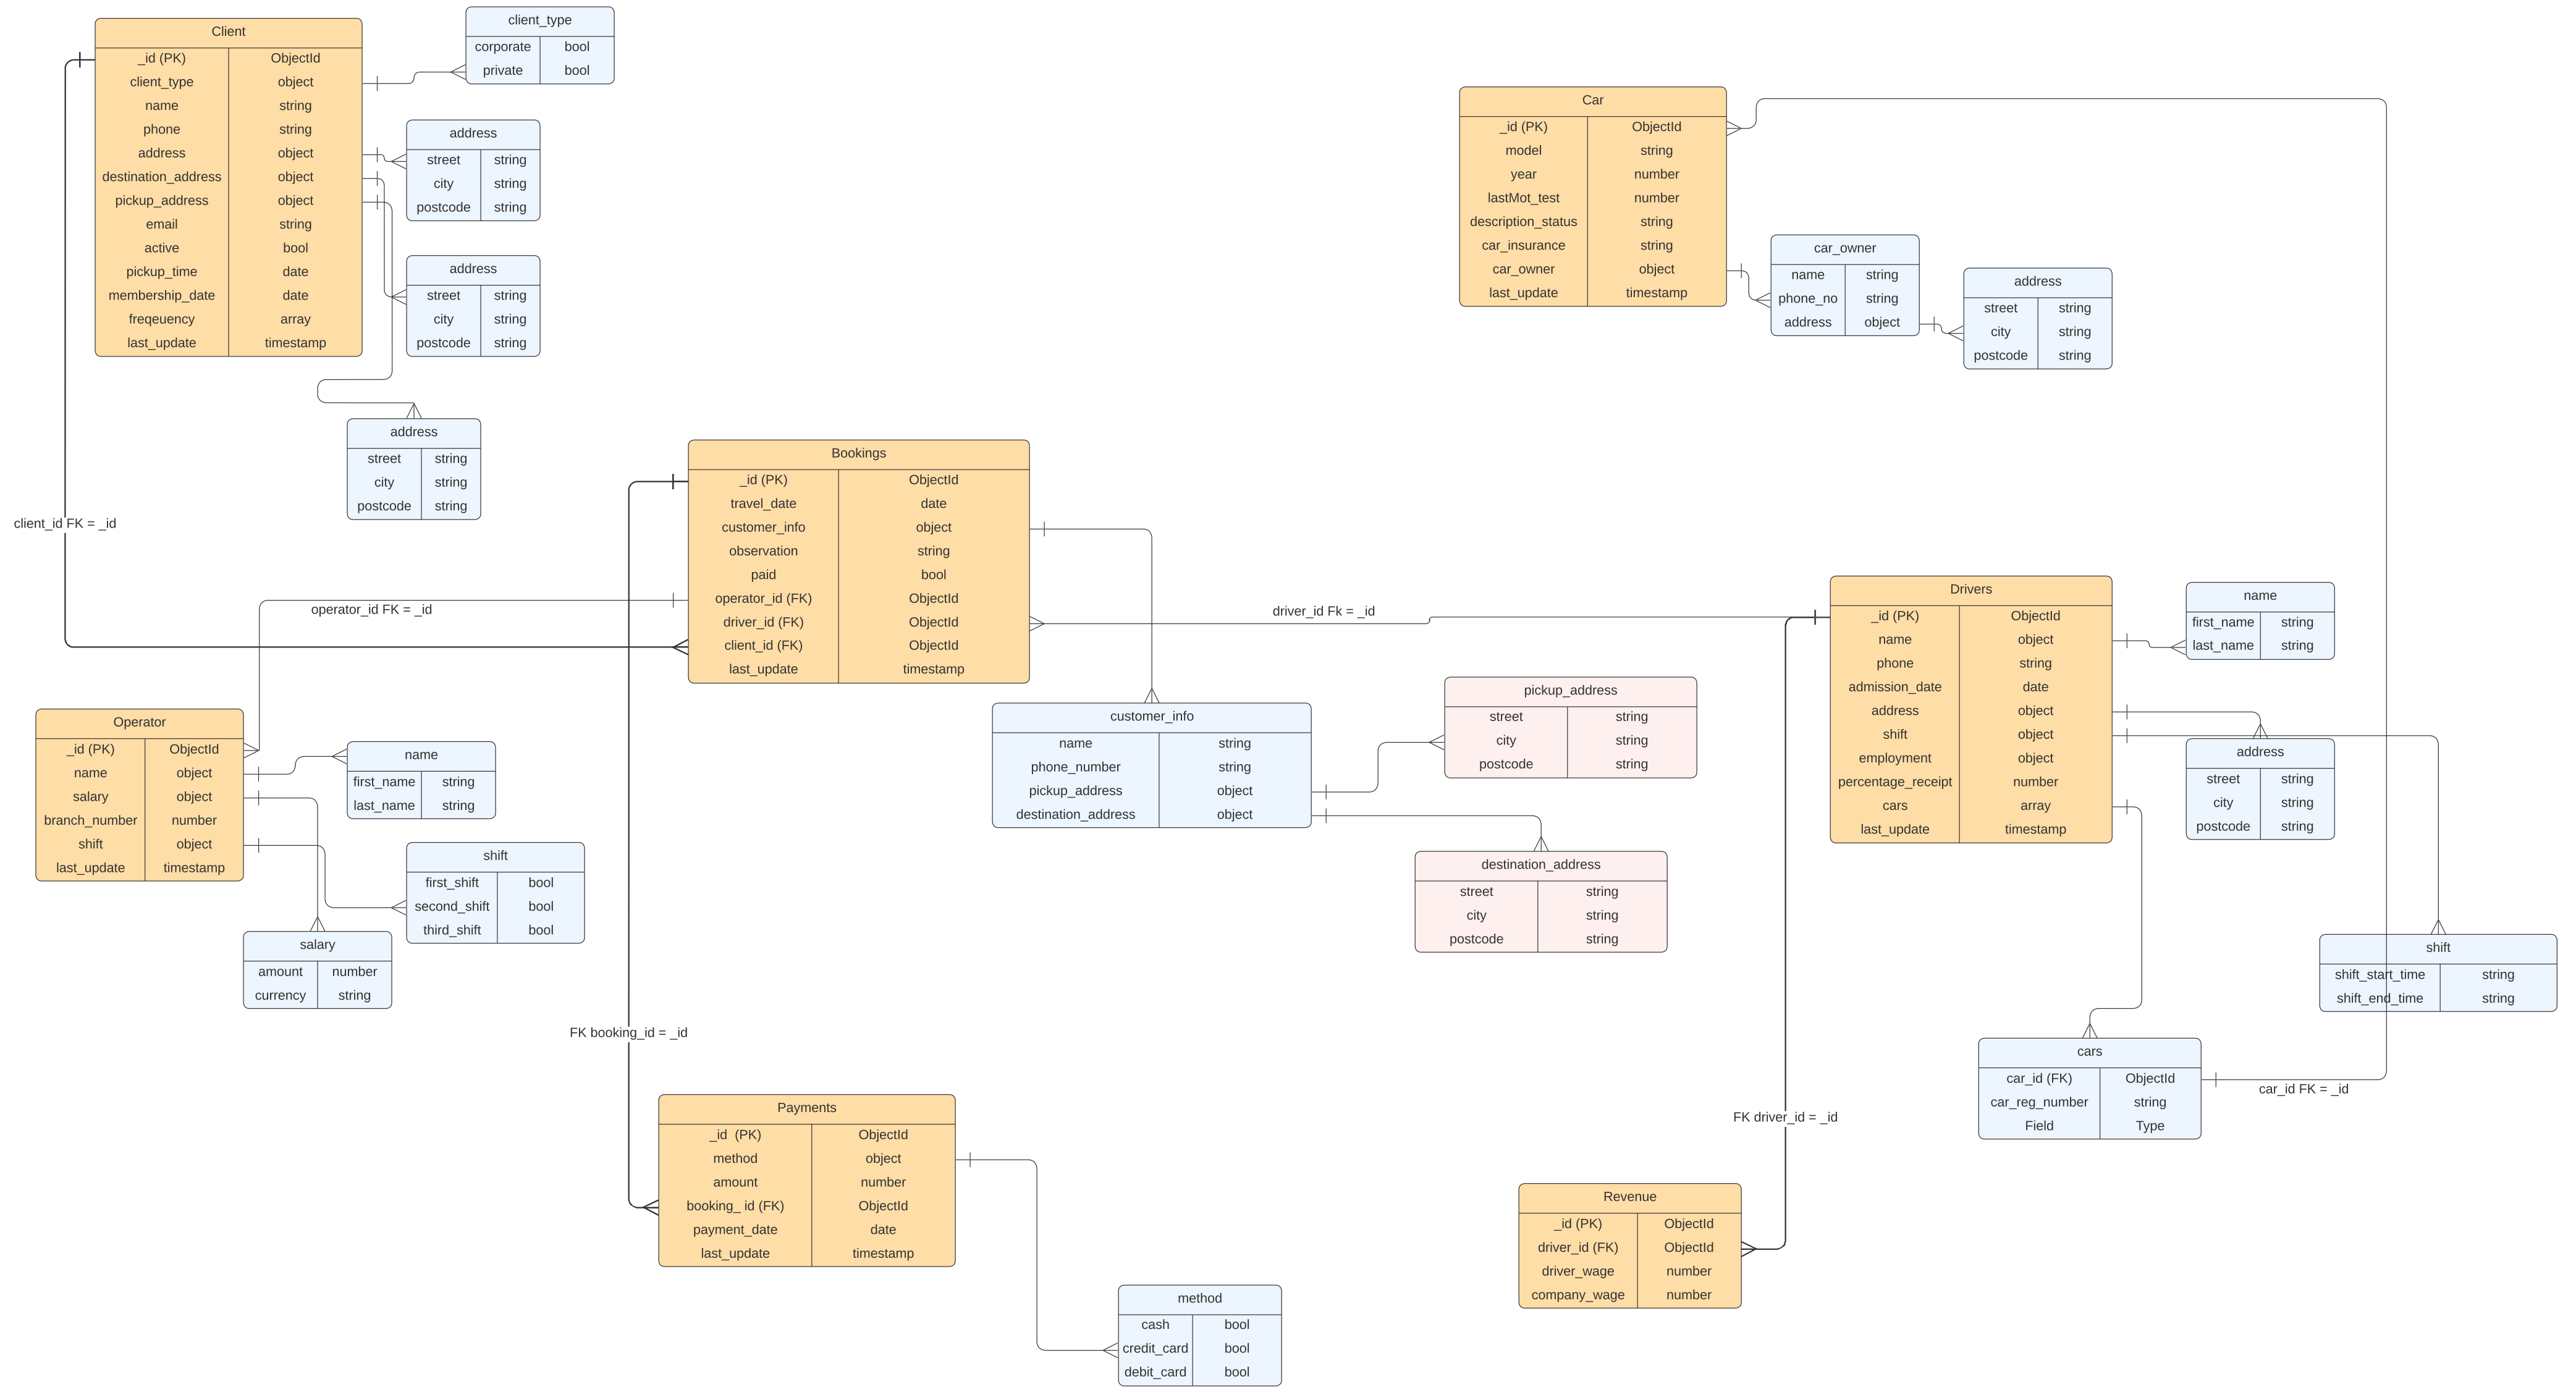 Client
_id (PK) ObjectId
client_type object
name string
phone string
address object
destination_address object
pickup_address object
email string
active bool
pickup_time date
membership_date date
freqeuency array
last_update timestamp
client_type
corporate bool
private bool
address
street string
city string
postcode string
address
street string
city string
postcode string
address
street string
city string
postcode string
Car
_id (PK) ObjectId
model string
year number
lastMot_test number
description_status string
car_insurance string
car_owner object
last_update timestamp
car_owner
name string
phone_no string
address object
address
street string
city string
postcode string
client_id FK = _id
Bookings
_id (PK) ObjectId
travel_date date
customer_info object
observation string
paid bool
operator_id (FK) ObjectId
driver_id (FK) ObjectId
client_id (FK) ObjectId
last_update timestamp
operator_id FK = _id
driver_id Fk = _id
Drivers
_id (PK) ObjectId
name object
phone string
admission_date date
address object
shift object
employment object
percentage_receipt number
cars array
last_update timestamp
name
first_name string
last_name string
address
street string
city string
postcode string
shift
shift_start_time string
shift_end_time string
cars
car_id (FK) ObjectId
car_reg_number string
Field Type
car_id FK = _id
Operator
_id (PK) ObjectId
name object
salary object
branch_number number
shift object
last_update timestamp
name
first_name string
last_name string
shift
first_shift bool
second_shift bool
third_shift bool
salary
amount number
currency string
customer_info
name string
phone_number string
pickup_address object
destination_address object
pickup_address
street string
city string
postcode string
destination_address
street string
city string
postcode string
FK booking_id = _id
Payments
_id (PK) ObjectId
method object
amount number
booking_ id (FK) ObjectId
payment_date date
last_update timestamp
method
cash bool
credit_card bool
debit_card bool
FK driver_id = _id
Revenue
_id (PK) ObjectId
driver_id (FK) ObjectId
driver_wage number
company_wage number